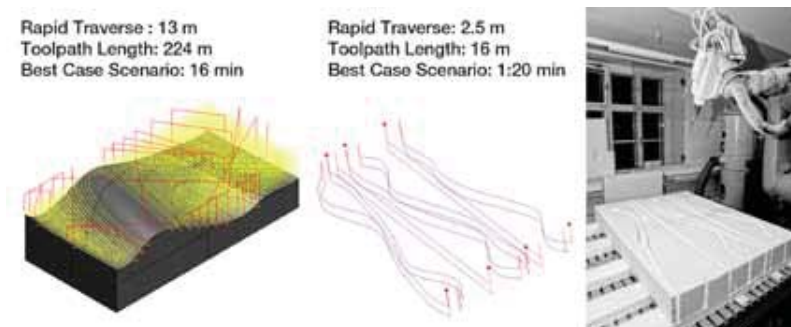 Rapid Traverse : 13 m
Toolpath Length: 224 m
Best Case Scenario: 16 min
Rapid Traverse: 2.5 m
Toolpath Length: 16 m
Best Case Scenario: 1:20 min